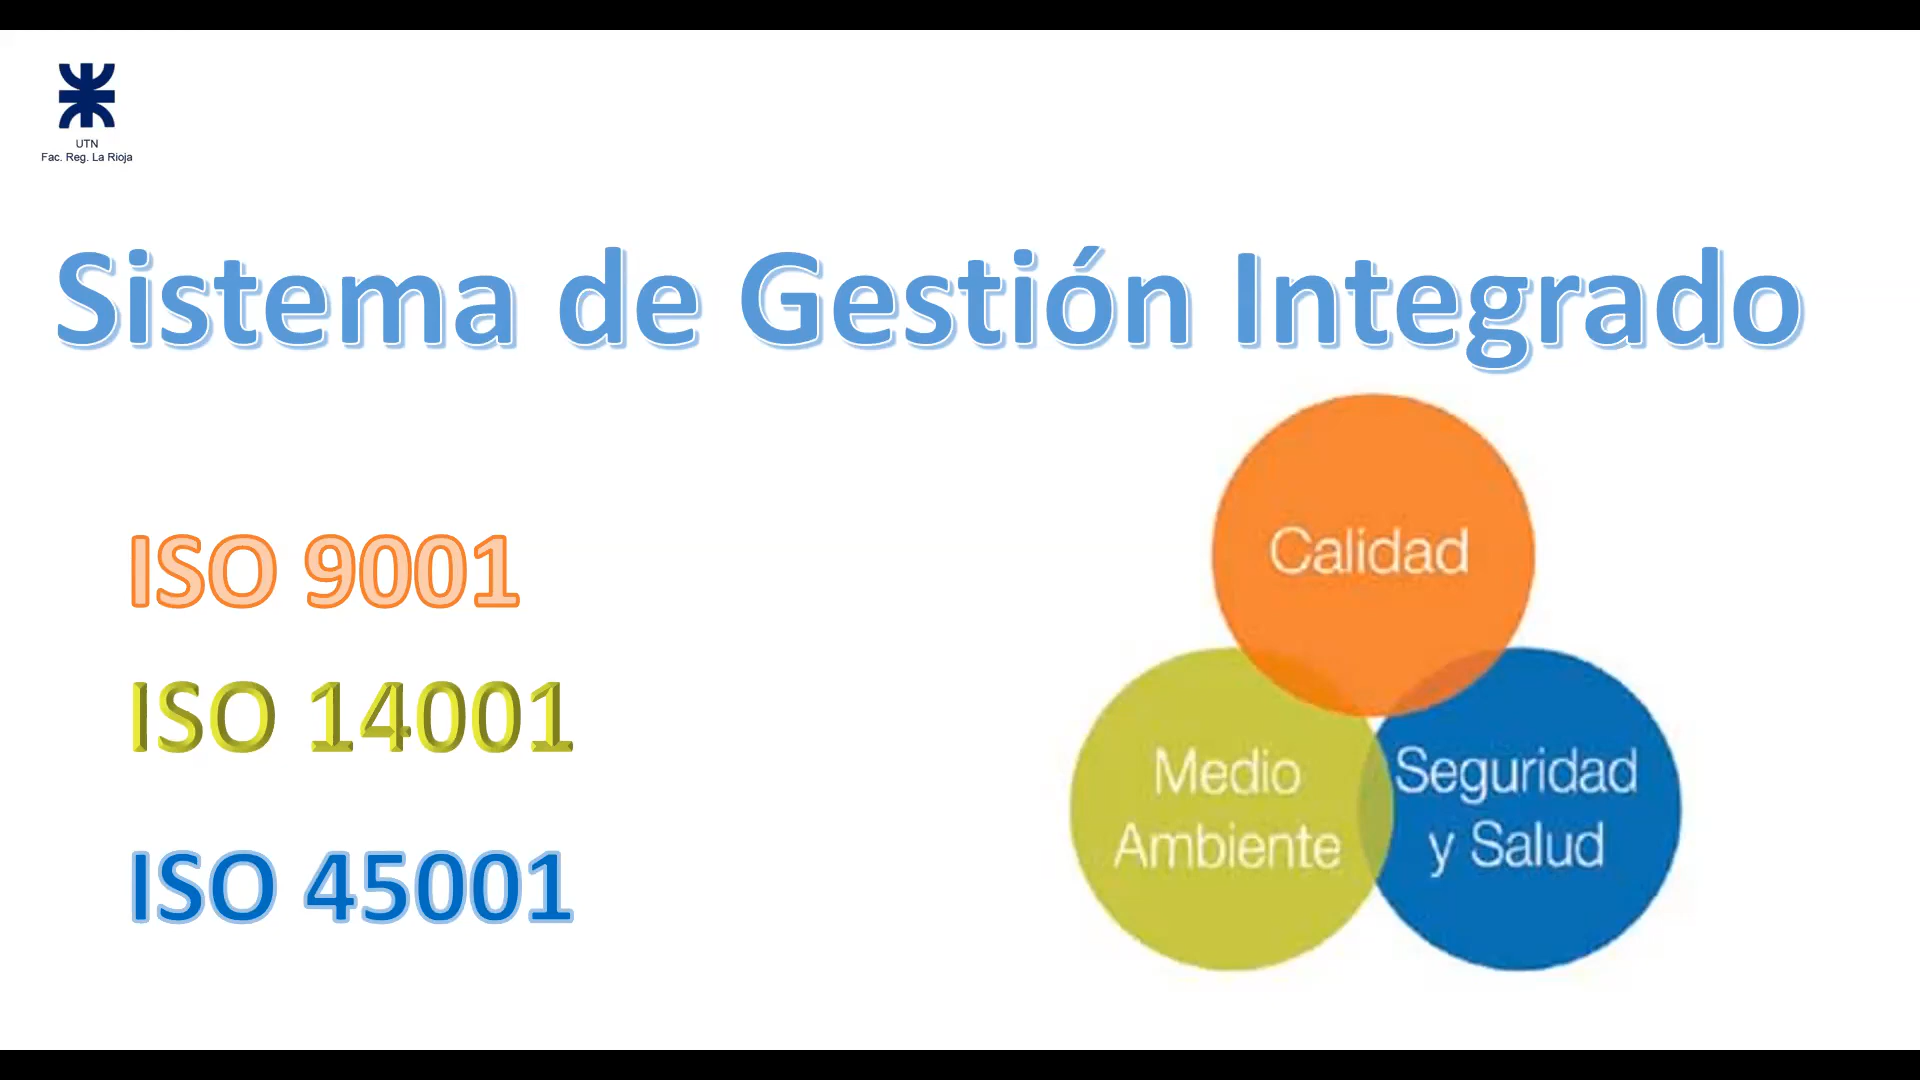 UTN
Fac. Reg. La Rioja
Sistema de Gestión Integrado
ISO 9001
ISO 14001
ISO 45001
Calidad
Medio
Ambiente
Seguridad
y Salud